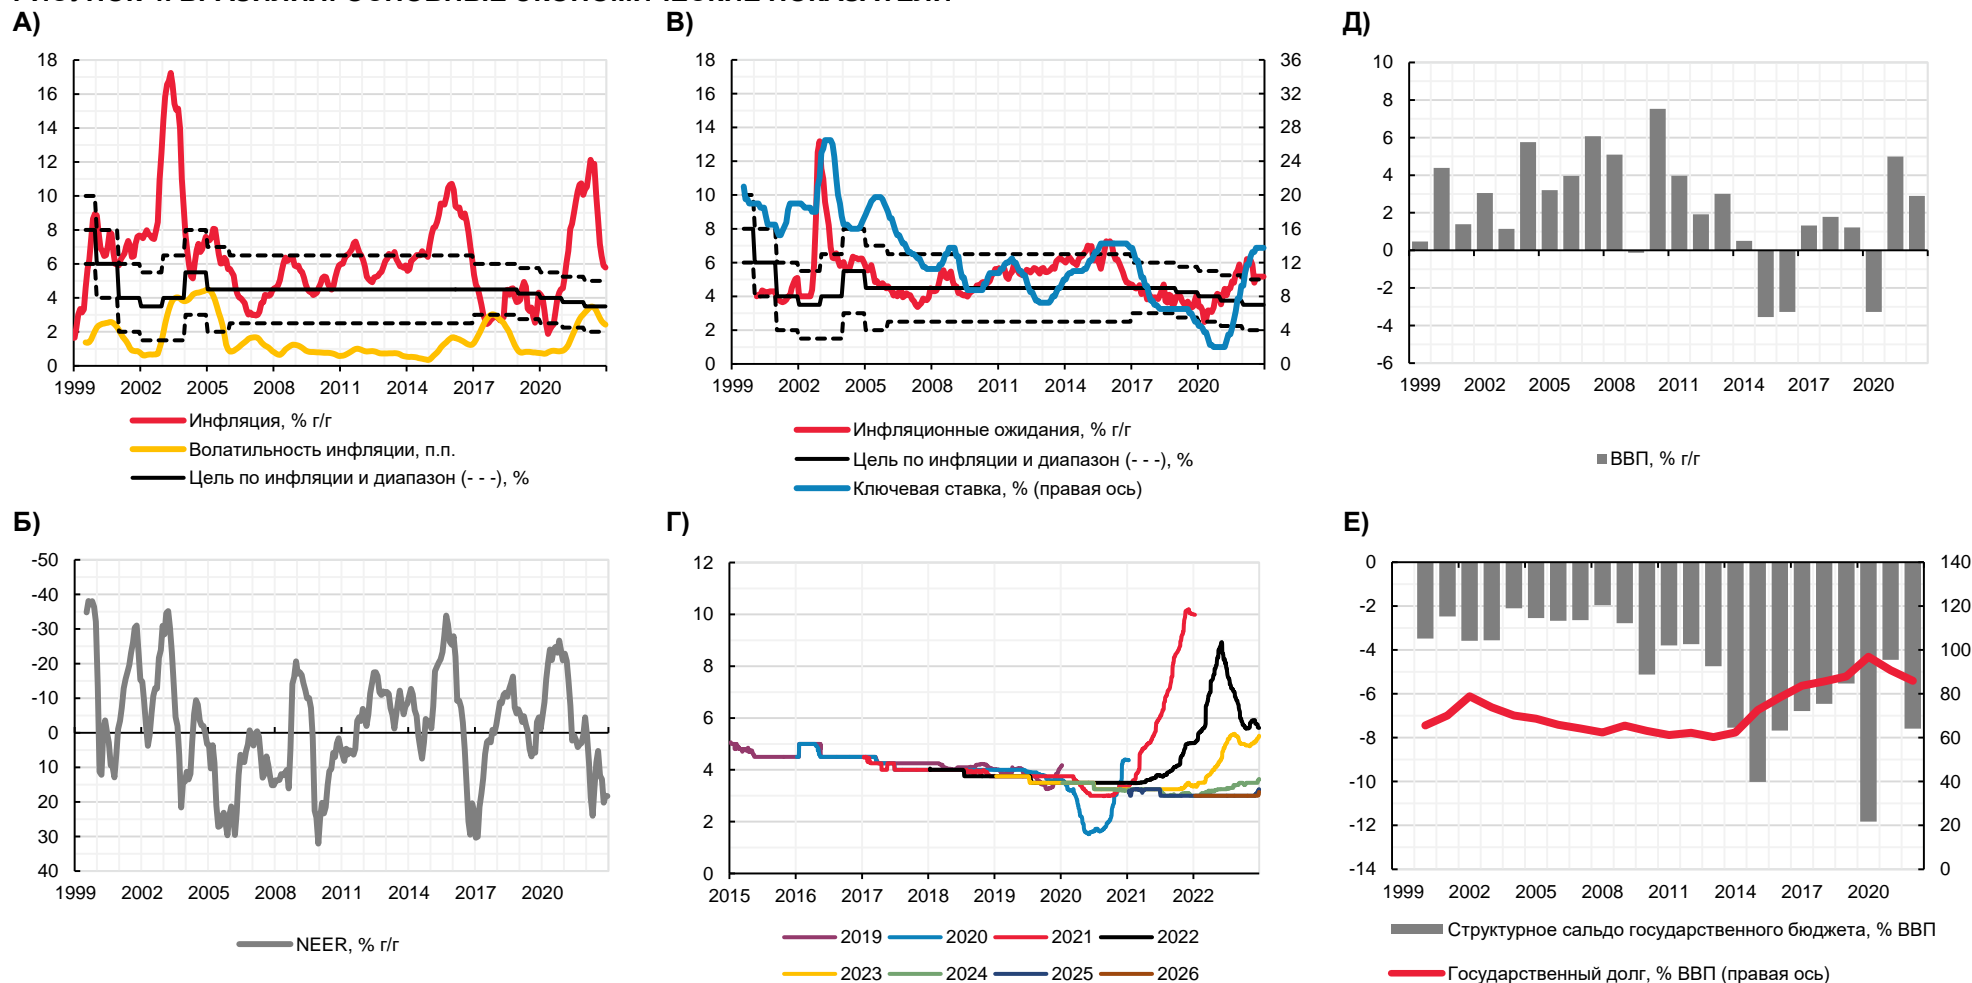 А)
18
16
14
12
10
8
6
4
2
0
1999 2002 2005 2008 2011 2014 2017 2020
Инфляция, % г/г
Волатильность инфляции, п.п.
Цель по инфляции и диапазон (- - -), %
В)
18 36
16 32
14 28
12 24
10 20
8 16
6 12
4 8
2 4
0 0
1999 2002 2005 2008 2011 2014 2017 2020
Инфляционные ожидания, % г/г
Цель по инфляции и диапазон (- - -), %
Ключевая ставка, % (правая ось)
Д)
10
8
6
4
2
0
-2
-4
-6
1999 2002 2005 2008 2011 2014 2017 2020
ВВП, % г/г
Б)
-50
-40
-30
-20
-10
0
10
20
30
40
1999 2002 2005 2008 2011 2014 2017 2020
NEER, % г/г
Г)
12
10
8
6
4
2
0
2015 2016 2017 2018 2019 2020 2021 2022
2019 2020 2021 2022
2023 2024 2025 2026
Е)
0 140
-2 120
-4 100
-6 80
-8 60
-10 40
-12 20
-14 0
1999 2002 2005 2008 2011 2014 2017 2020
Структурное сальдо государственного бюджета, % ВВП
Государственный долг, % ВВП (правая ось)